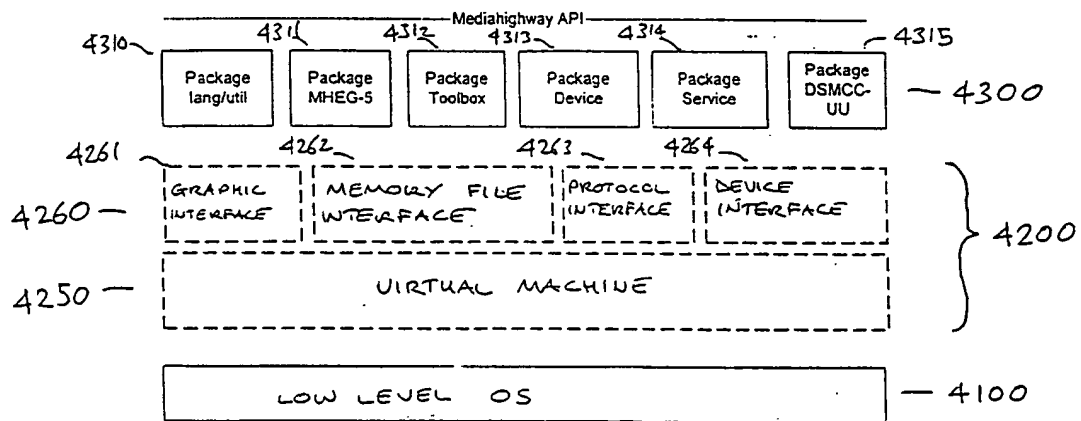 Mediahighway API
4310 4311 4312 4313 4314 4315
Package lang/util
Package MHEG-5
Package Toolbox
Package Device
Package Service
Package DSMCC-UU
4300
4261 4262 4263 4264
4260
GRAPHIC INTERFACE
MEMORY FILE INTERFACE
PROTOCOL INTERFACE
DEVICE INTERFACE
4200
4250
VIRTUAL MACHINE
LOW LEVEL OS
4100